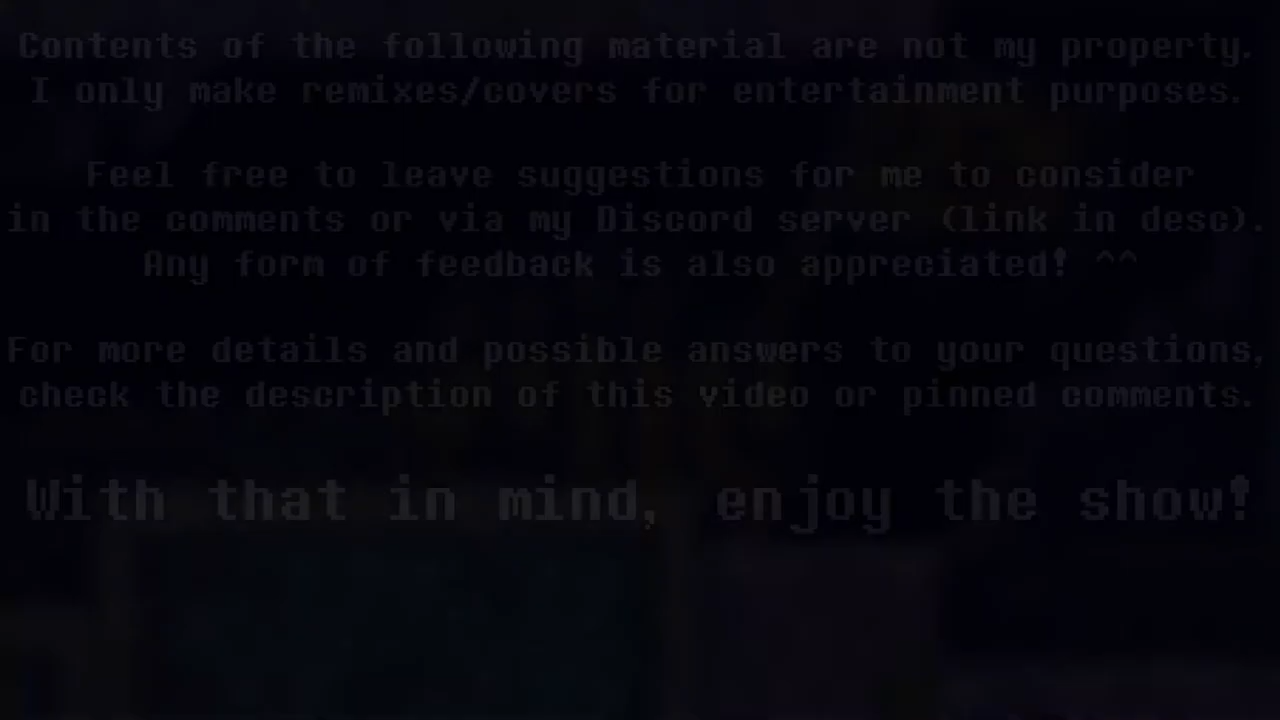 Contents of the following material are not my property.
I only make remixes/covers for entertainment purposes.
Feel free to leave suggestions for me to consider
in the comments or via my Discord server (link in desc).
Any form of feedback is also appreciated! ^^
For more details and possible answers to your questions,
check the description of this video or pinned comments.
With that in mind, enjoy the show!